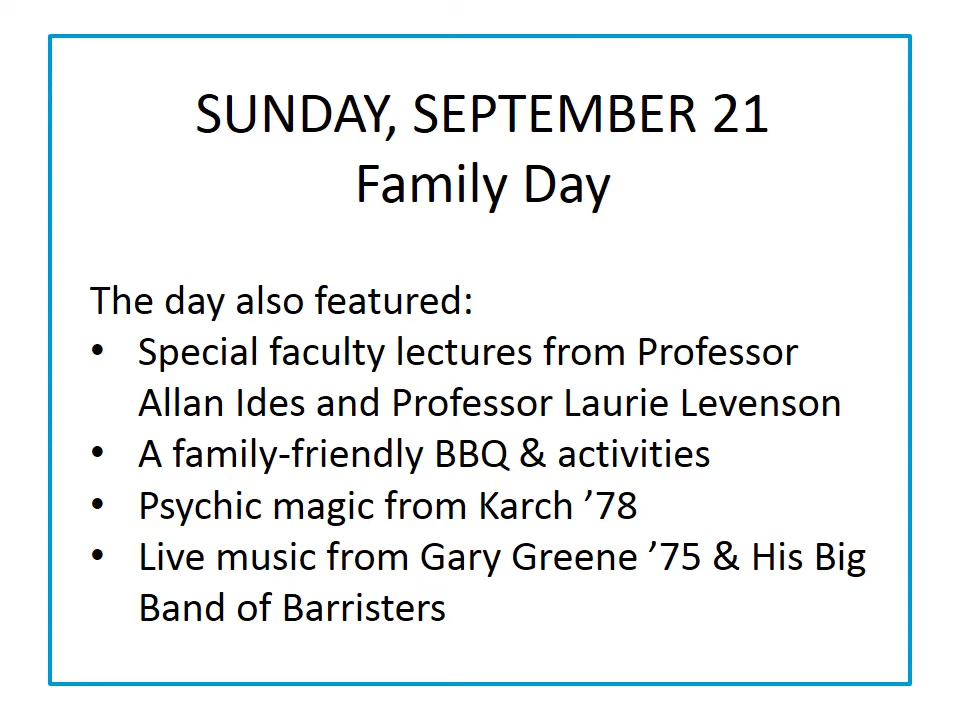 SUNDAY, SEPTEMBER 21
Family Day
The day also featured:
• Special faculty lectures from Professor
Allan Ides and Professor Laurie Levenson
• A family-friendly BBQ & activities
• Psychic magic from Karch ’78
• Live music from Gary Greene ’75 & His Big
Band of Barristers